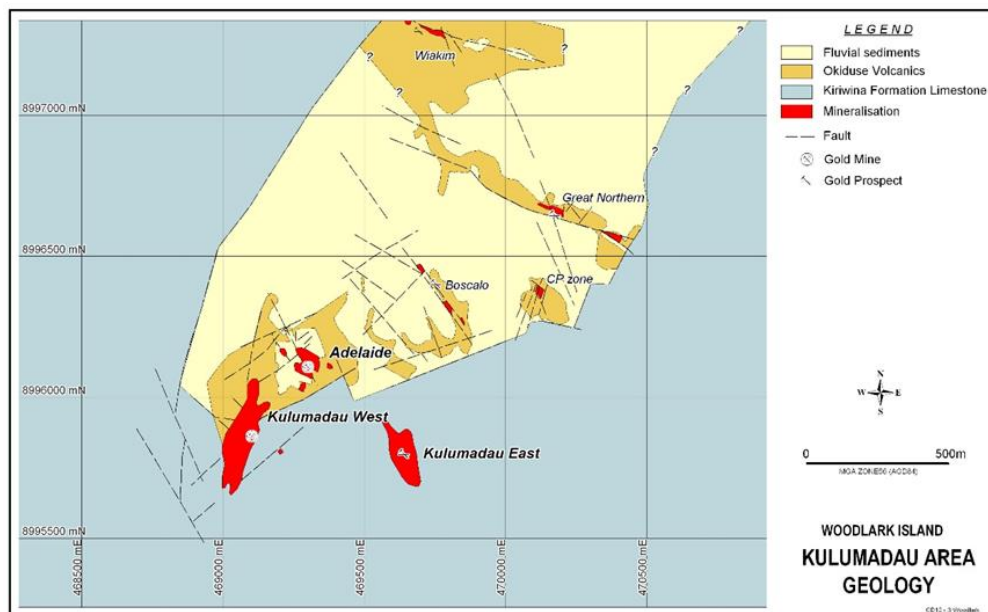 Wiakim
?
?
?
?
?
?
8997000 mN
Great Northern
8996500 mN
Boscalo
CP zone
8996000 mN
Adelaide
Kulumadau West
Kulumadau East
8995500 mN
468500 mE
469000 mE
469500 mE
470000 mE
470500 mE
LEGEND
Fluvial sediments
Okiduse Volcanics
Kiriwina Formation Limestone
Mineralisation
Fault
Gold Mine
Gold Prospect
N
W E
S
0 500m
MGA ZONE56 (AGD84)
WOODLARK ISLAND
KULUMADAU AREA
GEOLOGY